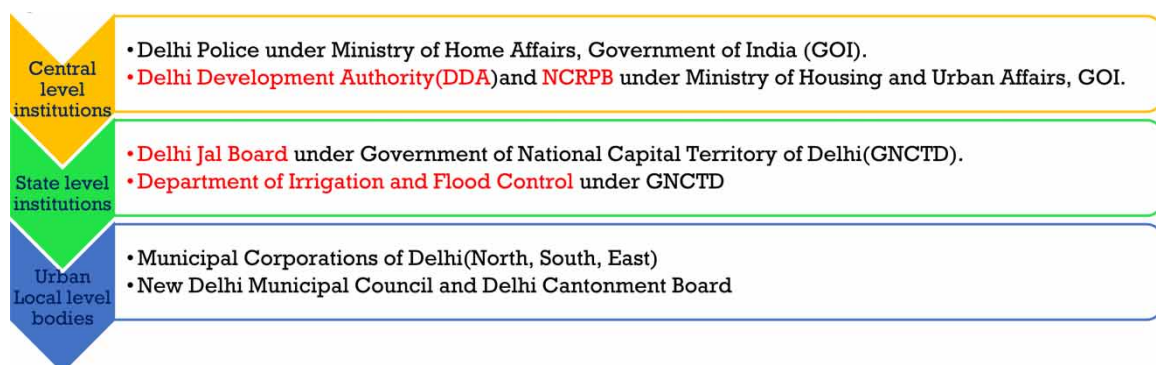 Central
level
institutions
•Delhi Police under Ministry of Home Affairs, Government of India (GOI).
•Delhi Development Authority(DDA)and NCRPB under Ministry of Housing and Urban Affairs, GOI.
State level
institutions
•Delhi Jal Board under Government of National Capital Territory of Delhi(GNCTD).
•Department of Irrigation and Flood Control under GNCTD
Urban
Local level
bodies
•Municipal Corporations of Delhi(North, South, East)
•New Delhi Municipal Council and Delhi Cantonment Board